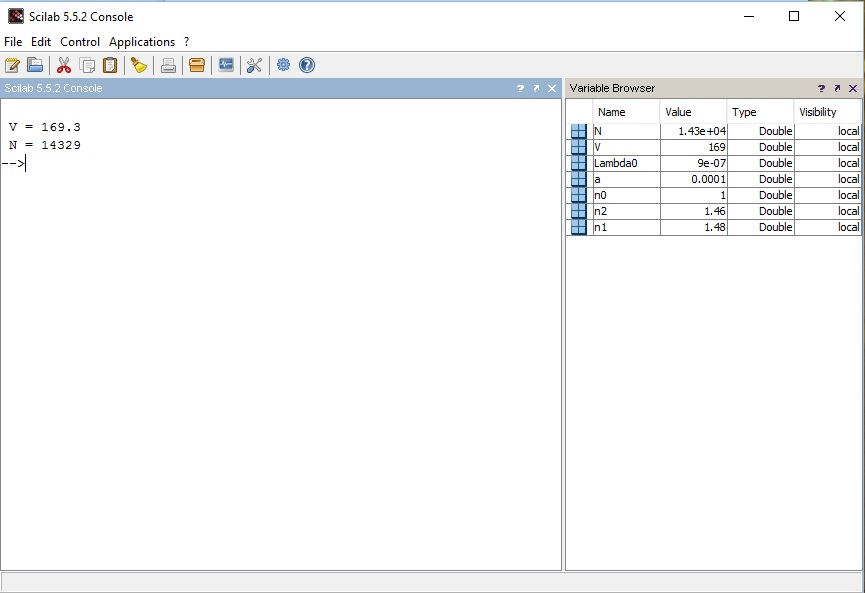 Scilab 5.5.2 Console
File Edit Control Applications ?
Scilab 5.5.2 Console ?
V = 169.3
N = 14329
-->
Variable Browser ?
Name Value Type Visibility
N 1.43e+04 Double local
V 169 Double local
Lambda0 9e-07 Double local
a 0.0001 Double local
n0 1 Double local
n2 1.46 Double local
n1 1.48 Double local